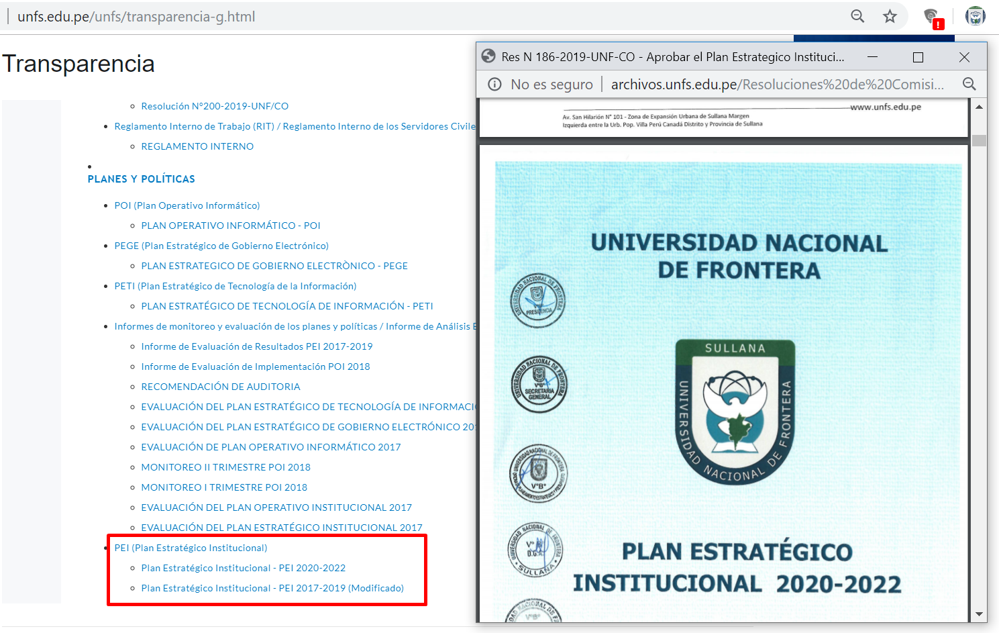 unfs.edu.pe/unfs/transparencia-g.html
Transparencia
Resolución N°200-2019-UNF/CO
Reglamento Interno de Trabajo (RIT) / Reglamento Interno de los Servidores Civile
REGLAMENTO INTERNO
PLANES Y POLÍTICAS
POI (Plan Operativo Informático)
PLAN OPERATIVO INFORMÁTICO - POI
PEGE (Plan Estratégico de Gobierno Electrónico)
PLAN ESTRATEGICO DE GOBIERNO ELECTRÒNICO - PEGE
PETI (Plan Estratégico de Tecnología de la Información)
PLAN ESTRATÉGICO DE TECNOLOGÍA DE INFORMACIÓN - PETI
Informes de monitoreo y evaluación de los planes y políticas / Informe de Análisis
Informe de Evaluación de Resultados PEI 2017-2019
Informe de Evaluación de Implementación POI 2018
RECOMENDACIÓN DE AUDITORIA
EVALUACIÓN DEL PLAN ESTRATÉGICO DE TECNOLOGÍA DE INFORMACI
EVALUACIÓN DEL PLAN ESTRATÉGICO DE GOBIERNO ELECTRÓNICO 201
EVALUACIÓN DE PLAN OPERATIVO INFORMÁTICO 2017
MONITOREO II TRIMESTRE POI 2018
MONITOREO I TRIMESTRE POI 2018
EVALUACIÓN DEL PLAN OPERATIVO INSTITUCIONAL 2017
EVALUACIÓN DEL PLAN ESTRATÉGICO INSTITUCIONAL 2017
PEI (Plan Estratégico Institucional)
Plan Estratégico Institucional - PEI 2020-2022
Plan Estratégico Institucional - PEI 2017-2019 (Modificado)
Res N 186-2019-UNF-CO - Aprobar el Plan Estrategico Instituci...
No es seguro | archivos.unfs.edu.pe/Resoluciones%20de%20Comisi...
www.unfs.edu.pe
Av. San Hilarión N° 101 - Zona de Expansión Urbana de Sullana Margen
Izquierda entre la Urb. Pop. Villa Perú Canadá Distrito y Provincia de Sullana
UNIVERSIDAD NACIONAL
DE FRONTERA
UNIVERSIDAD NACIONAL DE FRONTERA
PRESIDENCIA
UNIVERSIDAD NACIONAL DE FRONTERA
V°B°
SECRETARIA
GENERAL
V°B°
UNIVERSIDAD NACIONAL DE FRONTERA
V°
D.G.A.
SULLANA
SULLANA
UNIVERSIDAD NACIONAL DE FRONTERA
PLAN ESTRATÉGICO
INSTITUCIONAL 2020-2022